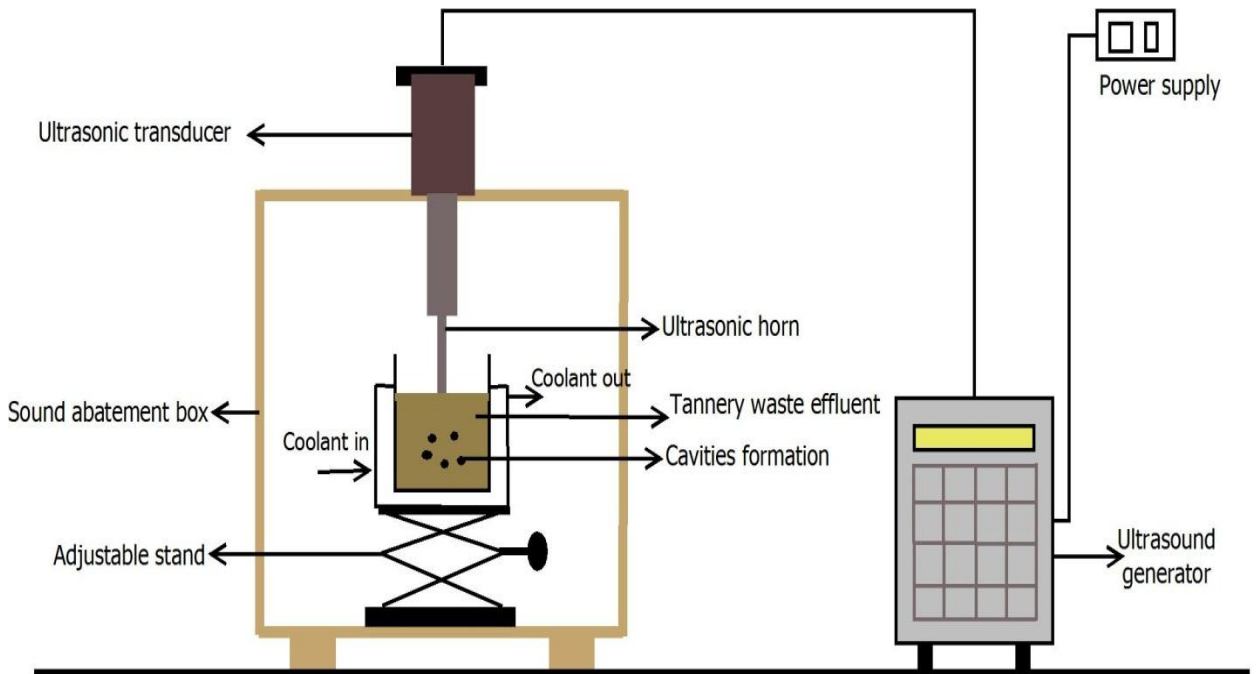 Power supply
Ultrasonic transducer
Ultrasonic horn
Coolant out
Sound abatement box
Tannery waste effluent
Coolant in
Cavities formation
Adjustable stand
Ultrasound
generator